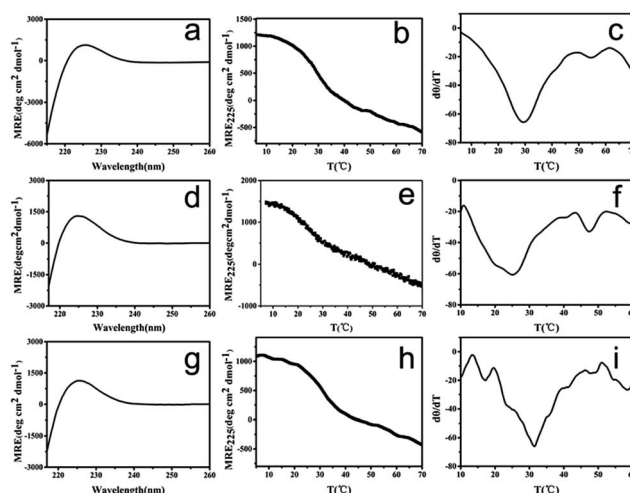 a
MRE(deg cm2 dmol-1)
3000
0
-3000
-6000
220 230 240 250 260
Wavelength(nm)
b
MRE225(deg cm2 dmol-1)
1500
1000
500
0
-500
10 20 30 40 50 60 70
T(℃)
c
dθ/dT
0
-20
-40
-60
-80
10 20 30 40 50 60 70
T(℃)
d
MRE(degcm2dmol-1)
3000
1500
0
-1500
-3000
220 230 240 250 260
Wavelength(nm)
e
MRE225(degcm2dmol-1)
2000
1000
0
-1000
0 10 20 30 40 50 60 70
T(℃)
f
dθ/dT
0
-20
-40
-60
-80
10 20 30 40 50 60 70
T(℃)
g
MRE(deg cm2 dmol-1)
3000
1500
0
-1500
-3000
220 230 240 250 260
Wavelength(nm)
h
MRE225(deg cm2 dmol-1)
1000
500
0
-500
10 20 30 40 50 60 70
T(℃)
i
dθ/dT
0
-20
-40
-60
-80
10 20 30 40 50 60 70
T(℃)